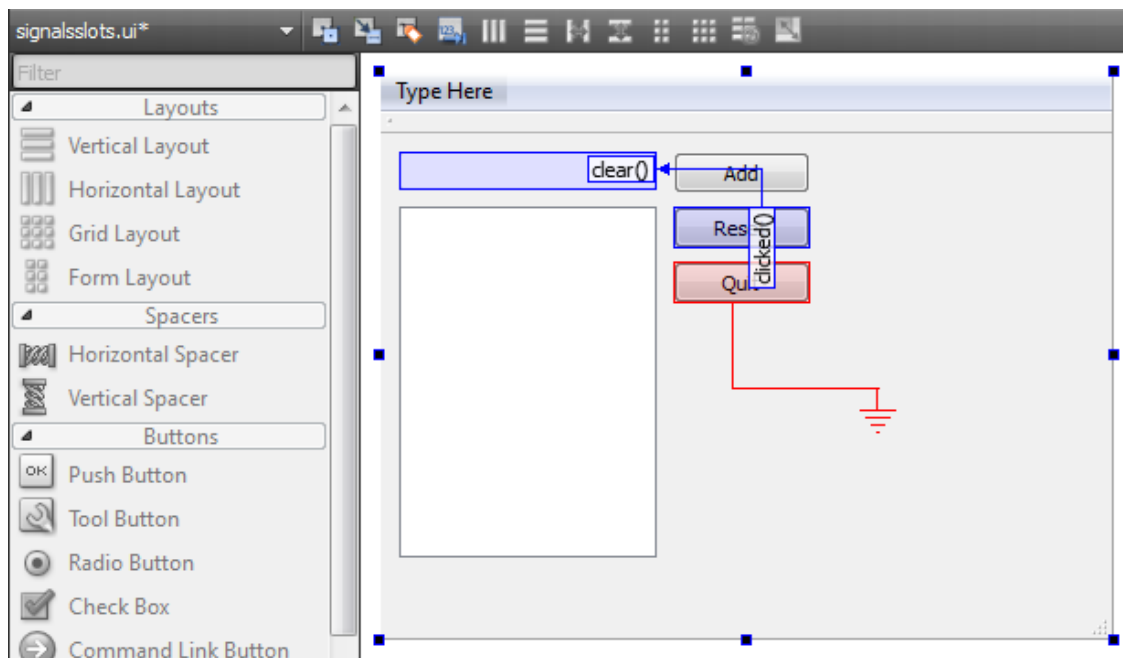 signalsslots.ui*
Filter
Layouts
Vertical Layout
Horizontal Layout
Grid Layout
Form Layout
Spacers
Horizontal Spacer
Vertical Spacer
Buttons
OK Push Button
Tool Button
Radio Button
Check Box
Command Link Button
Type Here
clear()
Add
clicked()